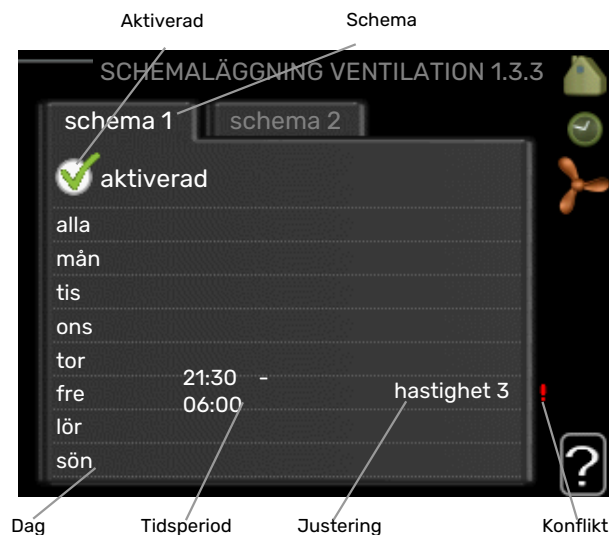 Aktiverad Schema
SCHEMALÄGGNING VENTILATION 1.3.3
schema 1 schema 2
aktiverad
alla
mån
tis
ons
tor
fre 21:30 - hastighet 3 !
06:00
lör
sön
?
Dag Tidsperiod Justering Konflikt